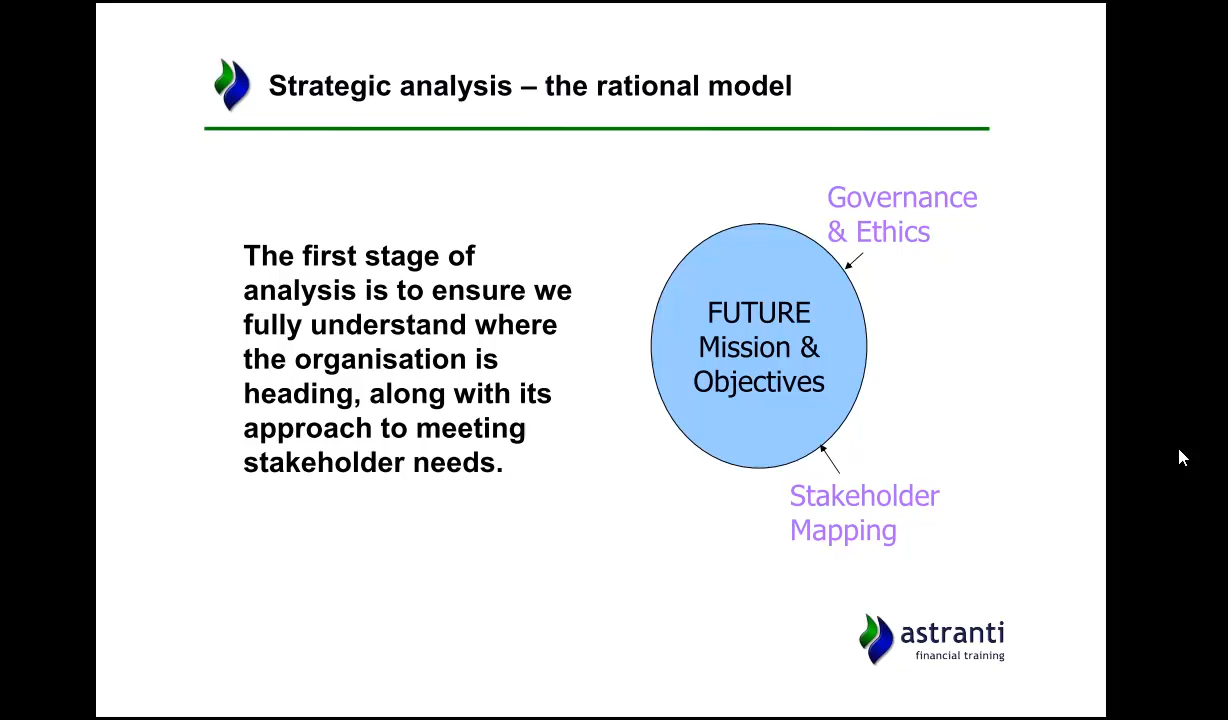 Strategic analysis – the rational model
The first stage of
analysis is to ensure we
fully understand where
the organisation is
heading, along with its
approach to meeting
stakeholder needs.
Governance
& Ethics
FUTURE
Mission &
Objectives
Stakeholder
Mapping
astranti
financial training